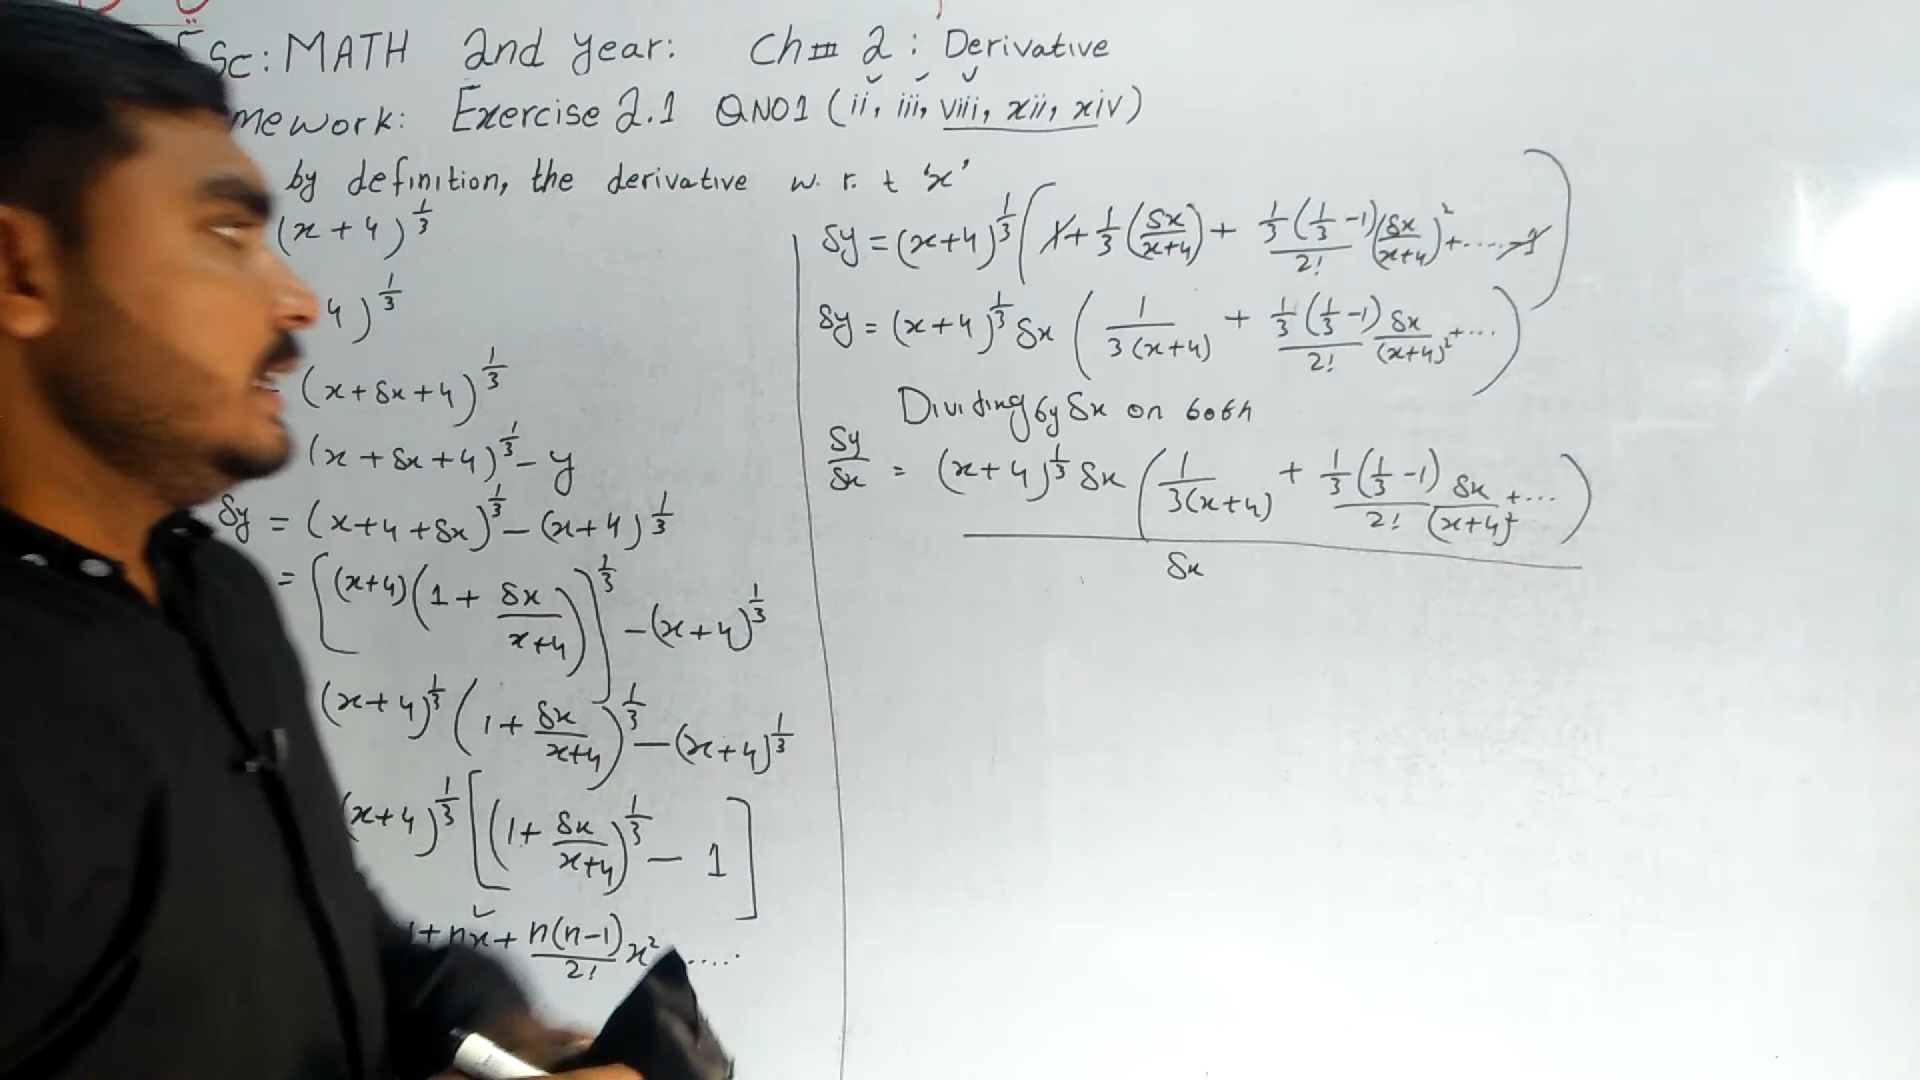 Sc: MATH 2nd year: Ch # 2 : Derivative
mework: Exercise 2.1 QNO1 (ii, iii, viii, xii, xiv)
by definition, the derivative w. r. t 'x'
(x+4)^{1/3}
4)^{1/3}
(x+δx+4)^{1/3}
(x+δx+4)^{1/3} - y
δy = (x+4+δx)^{1/3} - (x+4)^{1/3}
= [(x+4)(1 + δx/(x+4))]^{1/3} - (x+4)^{1/3}
(x+4)^{1/3} (1 + δx/(x+4))^{1/3} - (x+4)^{1/3}
(x+4)^{1/3} [(1 + δx/(x+4))^{1/3} - 1]
1 + nx + n(n-1)/2! x² .....
δy = (x+4)^{1/3} (1 + 1/3 (δx/(x+4)) + 1/3(1/3 -1)/2! (δx/(x+4))² + ..... -1)
δy = (x+4)^{1/3} δx (1/3(x+4) + 1/3(1/3 -1)/2! δx/(x+4)² + ...)
Dividing by δx on both
δy/δx = (x+4)^{1/3} δx (1/3(x+4) + 1/3(1/3 -1)/2! δx/(x+4)² + ...)
δx